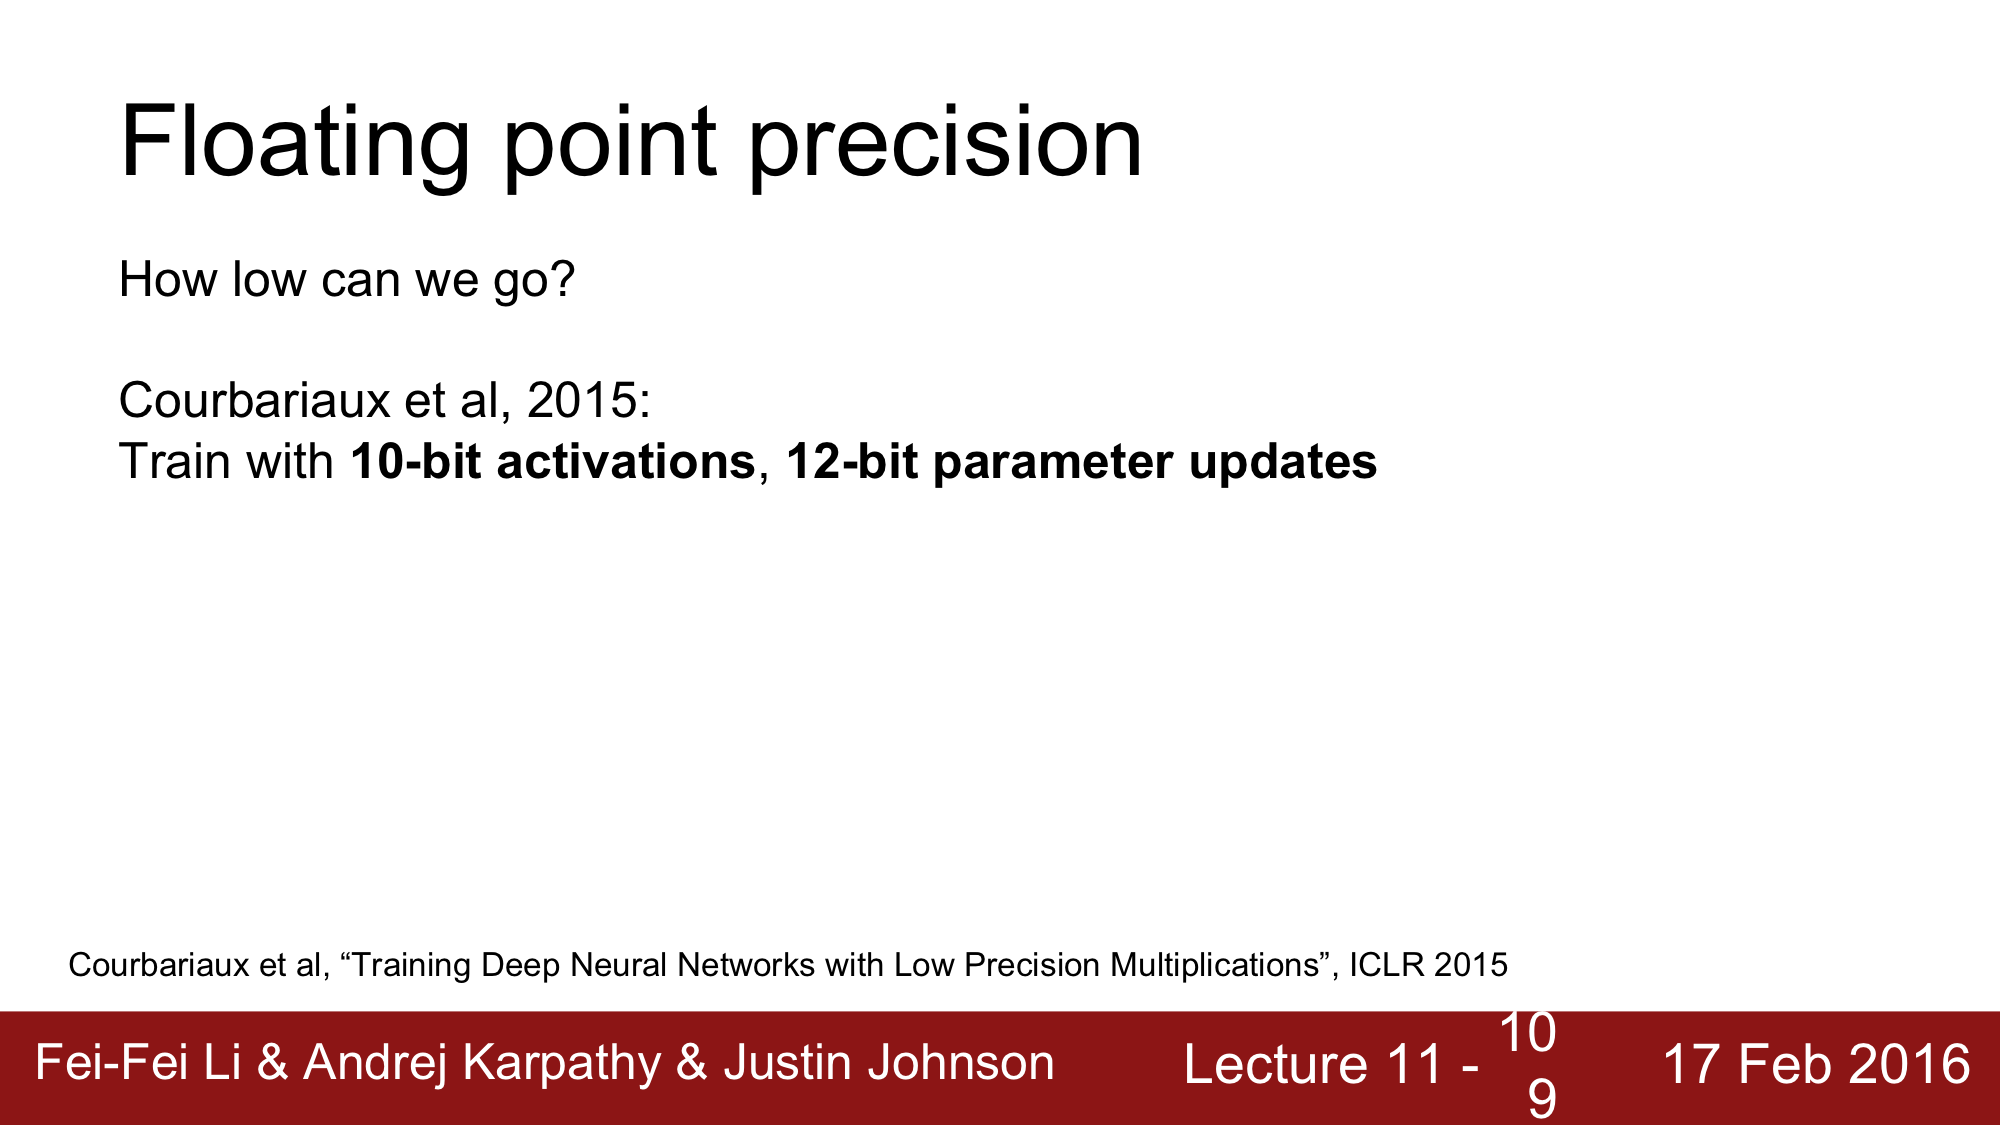 Floating point precision
How low can we go?
Courbariaux et al, 2015:
Train with 10-bit activations, 12-bit parameter updates
Courbariaux et al, “Training Deep Neural Networks with Low Precision Multiplications”, ICLR 2015
Fei-Fei Li & Andrej Karpathy & Justin Johnson
Lecture 11 -
10
9
17 Feb 2016